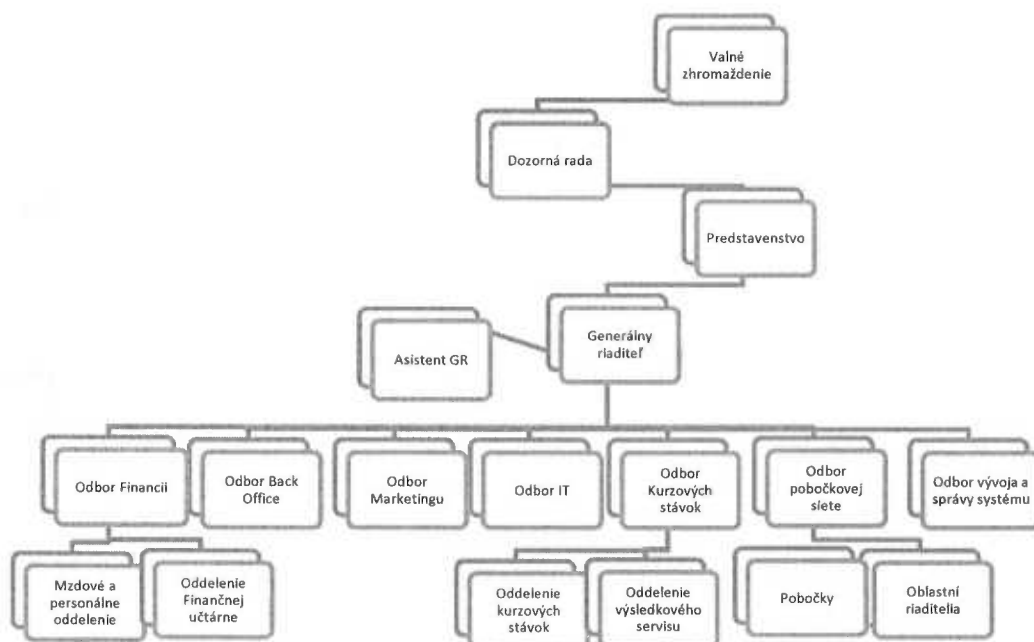 Valné
zhromaždenie
Dozorná rada
Predstavenstvo
Asistent GR
Generálny
riaditeľ
Odbor Financii
Odbor Back
Office
Odbor
Marketingu
Odbor IT
Odbor
Kurzových
stávok
Odbor
pobočkovej
siete
Odbor vývoja a
správy systému
Mzdové a
personálne
oddelenie
Oddelenie
Finančnej
učtárne
Oddelenie
kurzových
stávok
Oddelenie
výsledkového
servisu
Pobočky
Oblastní
riaditelia